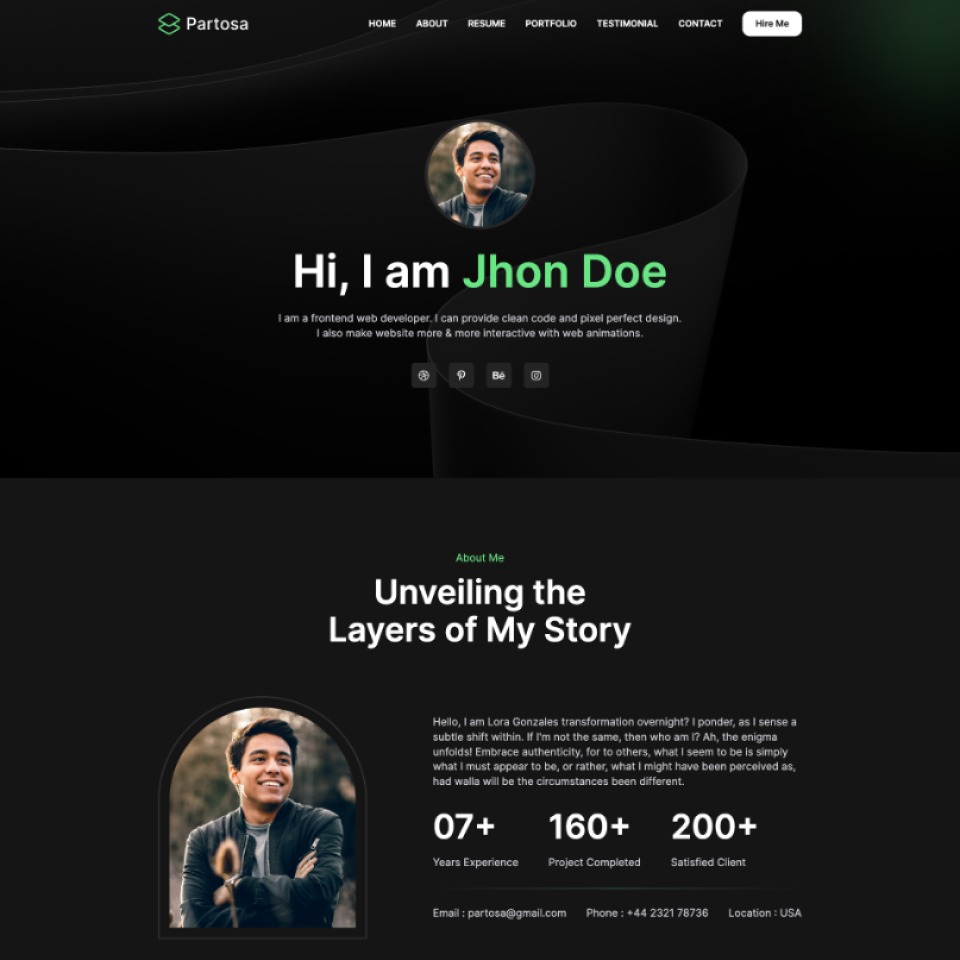 Partosa
HOME ABOUT RESUME PORTFOLIO TESTIMONIAL CONTACT Hire Me
Hi, I am Jhon Doe
I am a frontend web developer. I can provide clean code and pixel perfect design.
I also make website more & more interactive with web animations.
Bē
About Me
Unveiling the
Layers of My Story
Hello, I am Lora Gonzales transformation overnight? I ponder, as I sense a
subtle shift within. If I'm not the same, then who am I? Ah, the enigma
unfolds! Embrace authenticity, for to others, what I seem to be is simply
what I must appear to be, or rather, what I might have been perceived as,
had walla will be the circumstances been different.
07+ 160+ 200+
Years Experience Project Completed Satisfied Client
Email : partosa@gmail.com Phone : +44 2321 78736 Location : USA